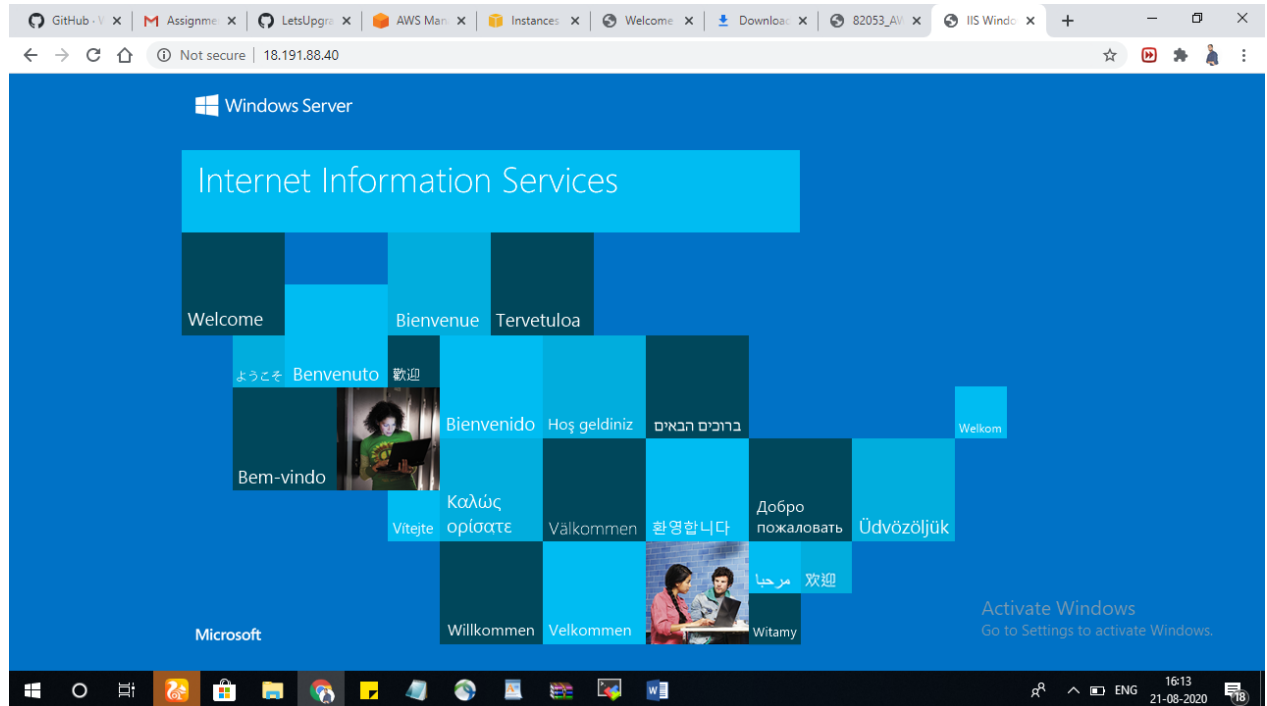 GitHub · V
Assignme
LetsUpgra
AWS Man
Instances
Welcome
Downloac
82053_AV
IIS Windo
Not secure
18.191.88.40
Windows Server
Internet Information Services
Welcome
Bienvenue
Tervetuloa
ようこそ
Benvenuto
歡迎
Bienvenido
Hoş geldiniz
ברוכים הבאים
Welkom
Bem-vindo
Vítejte
Καλώς
ορίσατε
Välkommen
환영합니다
Добро
пожаловать
Üdvözöljük
مرحبا
欢迎
Willkommen
Velkommen
Witamy
Microsoft
Activate Windows
Go to Settings to activate Windows.
ENG
16:13
21-08-2020
18